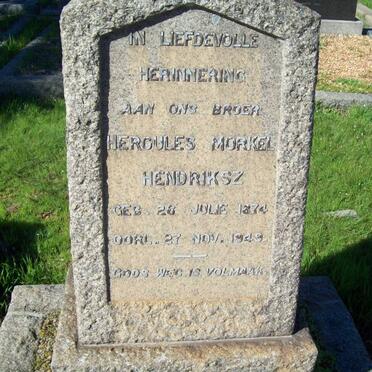 IN LIEFDEVOLLE
HERINNERING
AAN ONS BROER
HERCULES MORKEL
HENDRIKSZ
GEB. 26 JULIE 1874
OORL. 27 NOV. 1949
GODS WEG IS VOLMAAK